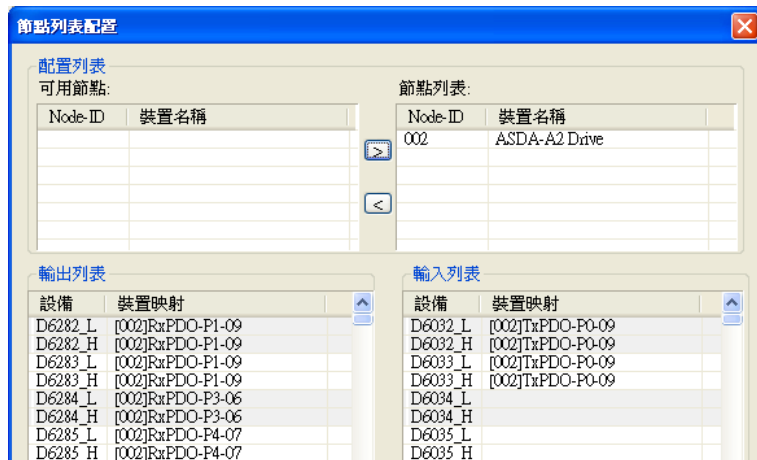 節點列表配置
配置列表
可用節點:
Node-ID 裝置名稱
節點列表:
Node-ID 裝置名稱
002 ASDA-A2 Drive
>
<
輸出列表
設備 裝置映射
D6282_L [002]RxPDO-P1-09
D6282_H [002]RxPDO-P1-09
D6283_L [002]RxPDO-P1-09
D6283_H [002]RxPDO-P1-09
D6284_L [002]RxPDO-P3-06
D6284_H [002]RxPDO-P3-06
D6285_L [002]RxPDO-P4-07
D6285_H [002]RxPDO-P4-07
輸入列表
設備 裝置映射
D6032_L [002]TxPDO-P0-09
D6032_H [002]TxPDO-P0-09
D6033_L [002]TxPDO-P0-09
D6033_H [002]TxPDO-P0-09
D6034_L
D6034_H
D6035_L
D6035_H